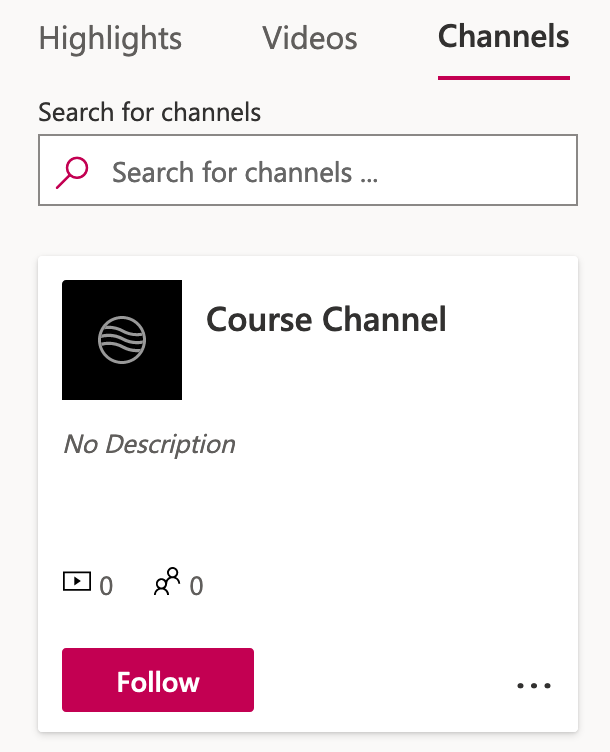 Highlights Videos Channels
Search for channels
Search for channels ...
Course Channel
No Description
0 0
Follow